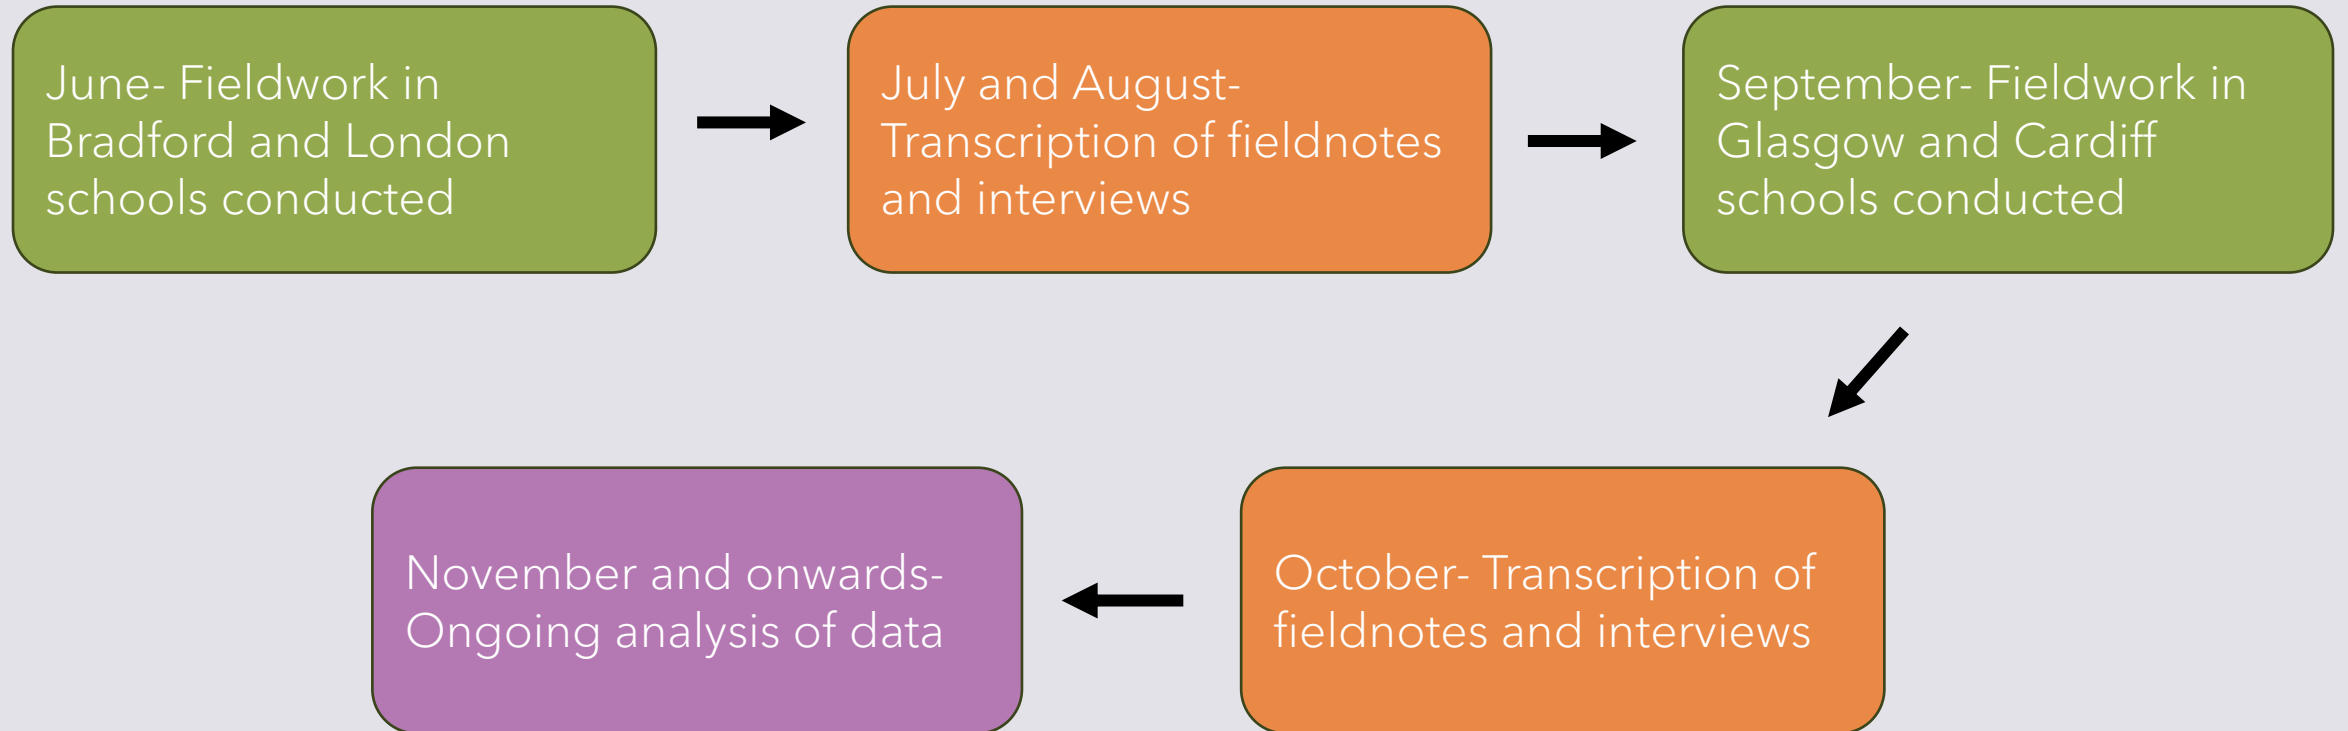 June- Fieldwork in
Bradford and London
schools conducted
July and August-
Transcription of fieldnotes
and interviews
September- Fieldwork in
Glasgow and Cardiff
schools conducted
October- Transcription of
fieldnotes and interviews
November and onwards-
Ongoing analysis of data